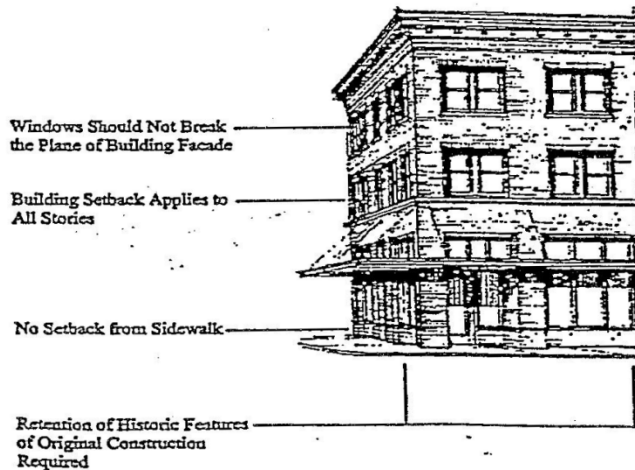 Windows Should Not Break
the Plane of Building Facade
Building Setback Applies to
All Stories
No Setback from Sidewalk
Retention of Historic Features
of Original Construction
Required